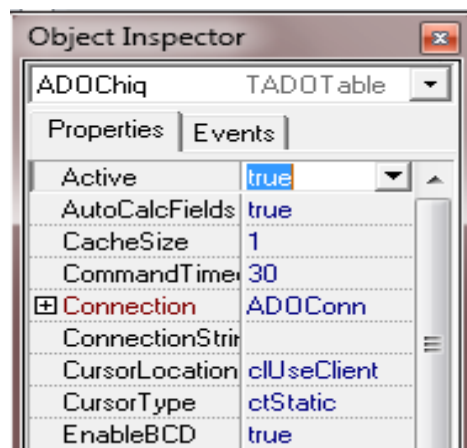 Object Inspector
ADOChiq TADOTable
Properties Events
Active true
AutoCalcFields true
CacheSize 1
CommandTime 30
Connection ADOConn
ConnectionStri
CursorLocation clUseClient
CursorType ctStatic
EnableBCD true